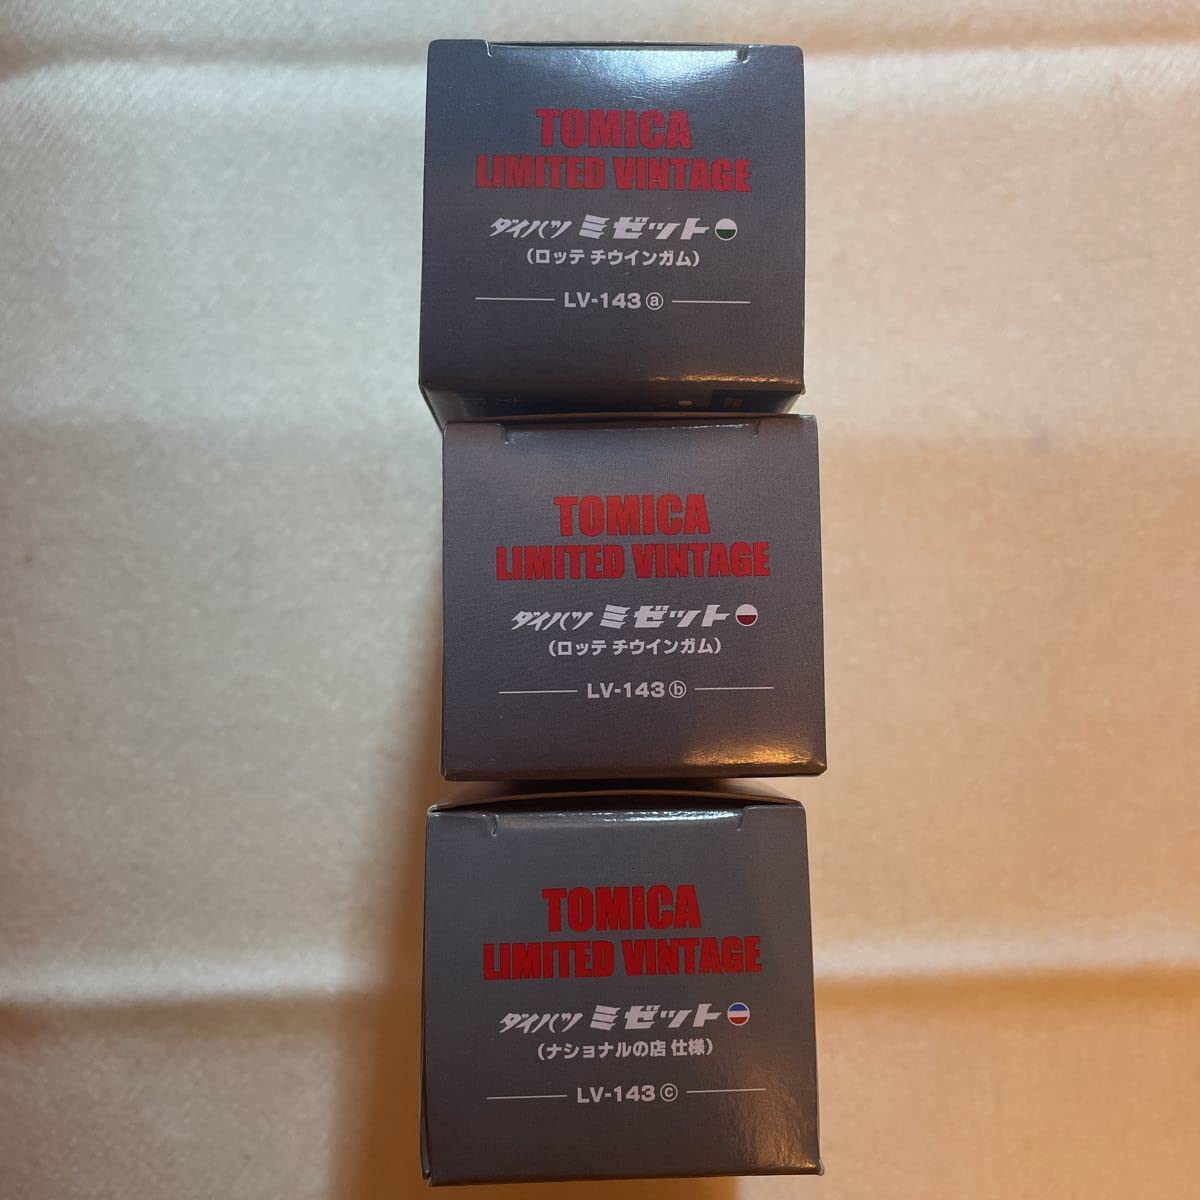 TOMICA
LIMITED VINTAGE
ダイハツ ミゼット
(ロッテ チウインガム)
LV-143 ⓐ
TOMICA
LIMITED VINTAGE
ダイハツ ミゼット
(ロッテ チウインガム)
LV-143 ⓑ
TOMICA
LIMITED VINTAGE
ダイハツ ミゼット
(ナショナルの店 仕様)
LV-143 ⓒ